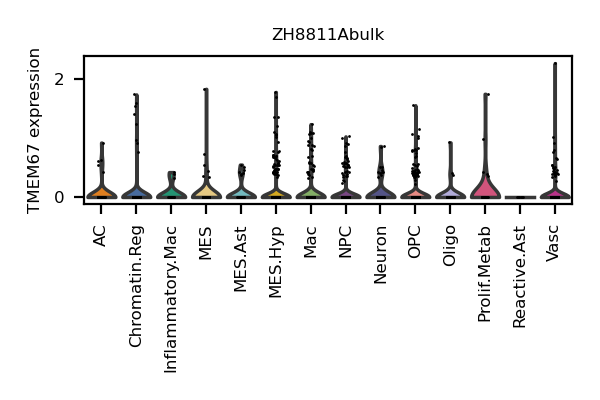 ZH8811Abulk
TMEM67 expression
2
0
AC
Chromatin.Reg
Inflammatory.Mac
MES
MES.Ast
MES.Hyp
Mac
NPC
Neuron
OPC
Oligo
Prolif.Metab
Reactive.Ast
Vasc